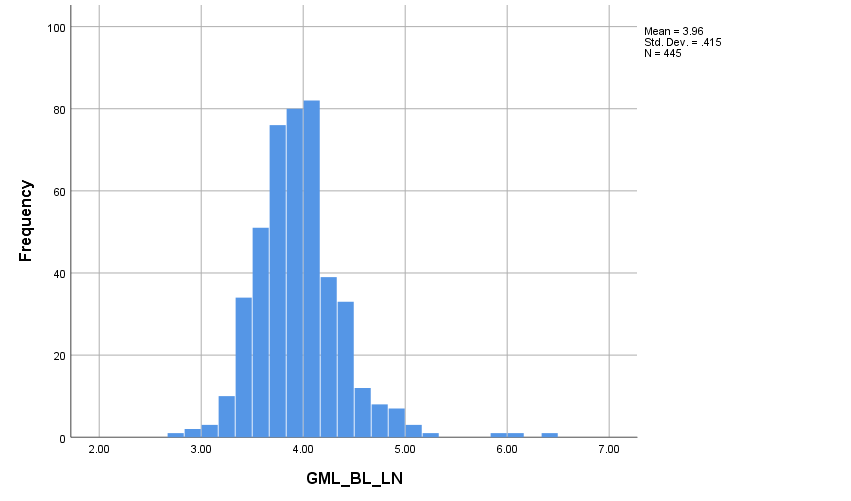 100
80
60
40
20
0
Frequency
2.00 3.00 4.00 5.00 6.00 7.00
GML_BL_LN
Mean = 3.96
Std. Dev. = .415
N = 445